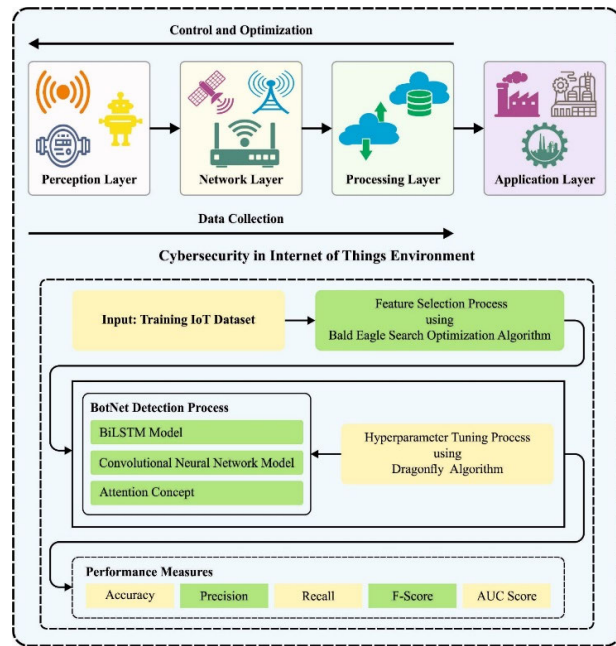 Control and Optimization
Perception Layer
Network Layer
Processing Layer
Application Layer
Data Collection
Cybersecurity in Internet of Things Environment
Input: Training IoT Dataset
Feature Selection Process
using
Bald Eagle Search Optimization Algorithm
BotNet Detection Process
BiLSTM Model
Convolutional Neural Network Model
Attention Concept
Hyperparameter Tuning Process
using
Dragonfly Algorithm
Performance Measures
Accuracy
Precision
Recall
F-Score
AUC Score